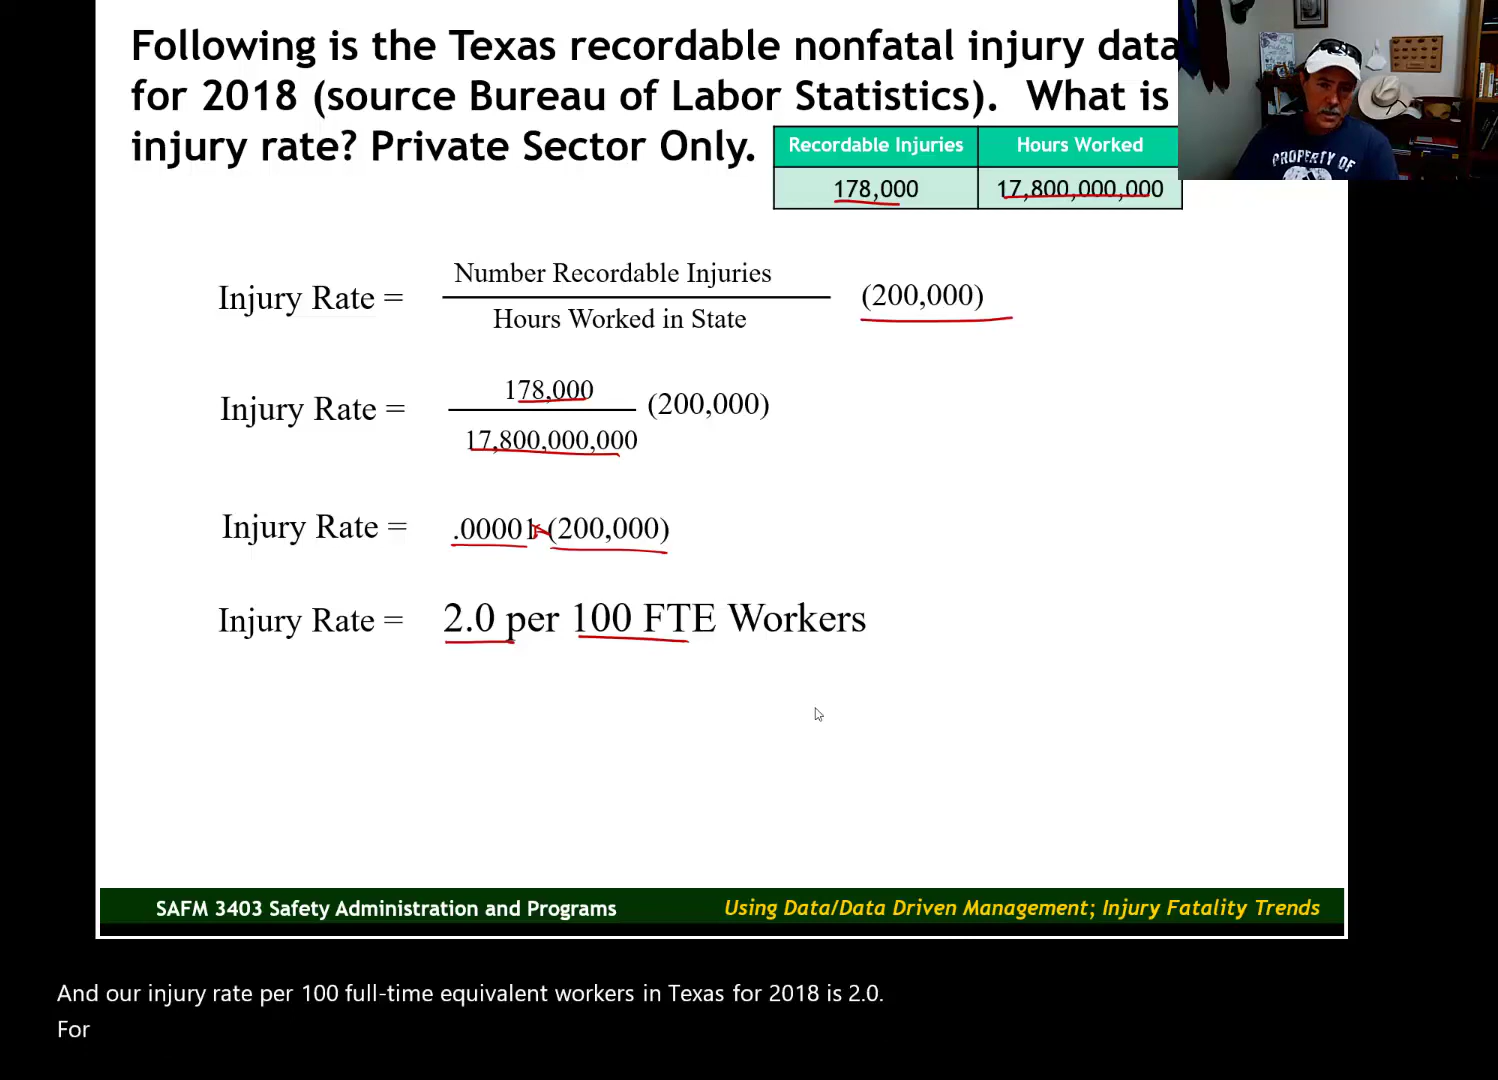 Following is the Texas recordable nonfatal injury data
for 2018 (source Bureau of Labor Statistics).  What is
injury rate? Private Sector Only.
Recordable Injuries Hours Worked
178,000 17,800,000,000
PROPERTY OF
Number Recordable Injuries
Injury Rate = (200,000)
Hours Worked in State
178,000
Injury Rate = (200,000)
17,800,000,000
Injury Rate = .00001 (200,000)
Injury Rate = 2.0 per 100 FTE Workers
SAFM 3403 Safety Administration and Programs Using Data/Data Driven Management; Injury Fatality Trends
And our injury rate per 100 full-time equivalent workers in Texas for 2018 is 2.0.
For